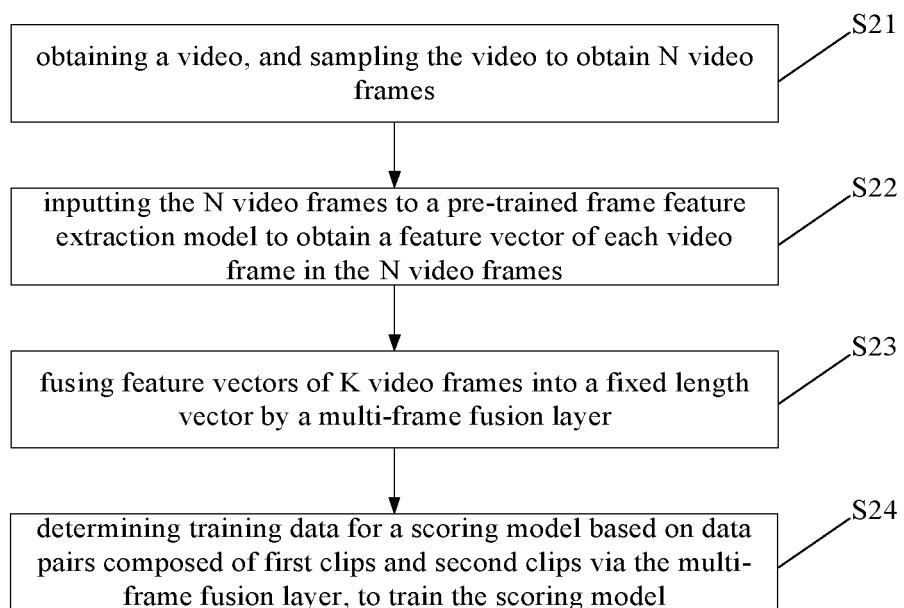 S21
obtaining a video, and sampling the video to obtain N video
frames
S22
inputting the N video frames to a pre-trained frame feature
extraction model to obtain a feature vector of each video
frame in the N video frames
S23
fusing feature vectors of K video frames into a fixed length
vector by a multi-frame fusion layer
S24
determining training data for a scoring model based on data
pairs composed of first clips and second clips via the multi-
frame fusion layer, to train the scoring model